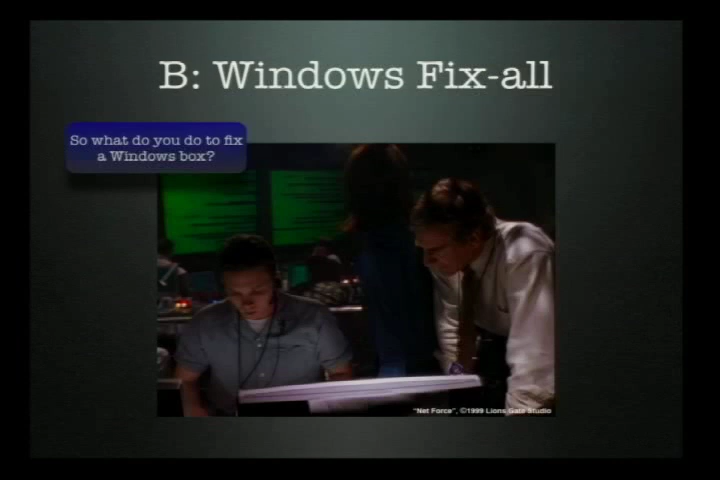 B: Windows Fix-all
So what do you do to fix
a Windows box?
"Net Force", ©1999 Lions Gate Studio